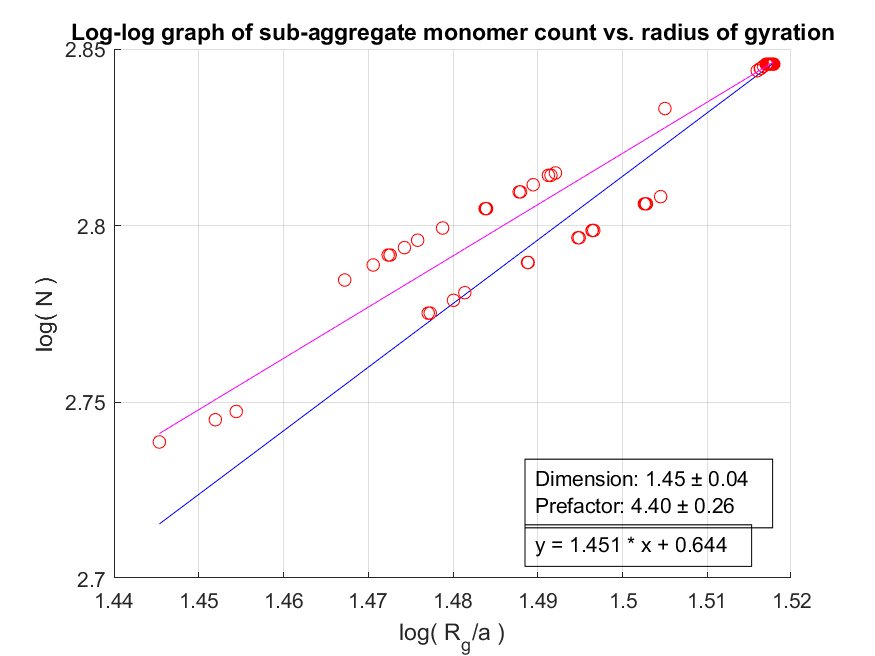 Log-log graph of sub-aggregate monomer count vs. radius of gyration
2.85
2.8
2.75
2.7
log( N )
Dimension: 1.45 ± 0.04
Prefactor: 4.40 ± 0.26
y = 1.451 * x + 0.644
1.44 1.45 1.46 1.47 1.48 1.49 1.5 1.51 1.52
log( R_g/a )